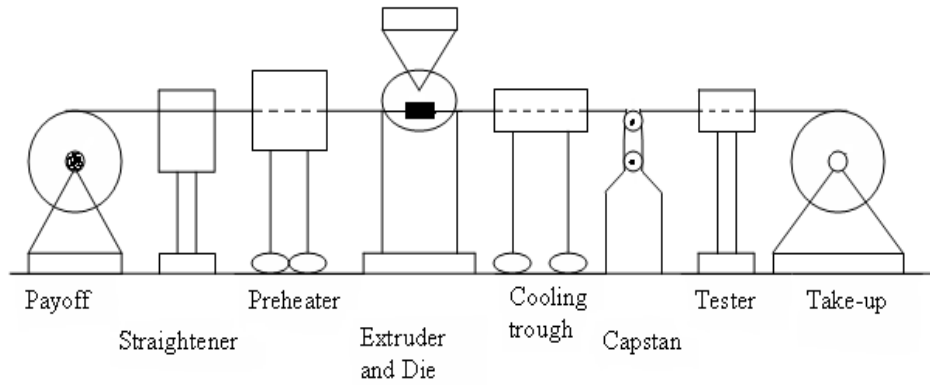 Payoff
Straightener
Preheater
Extruder
and Die
Cooling
trough
Capstan
Tester
Take-up